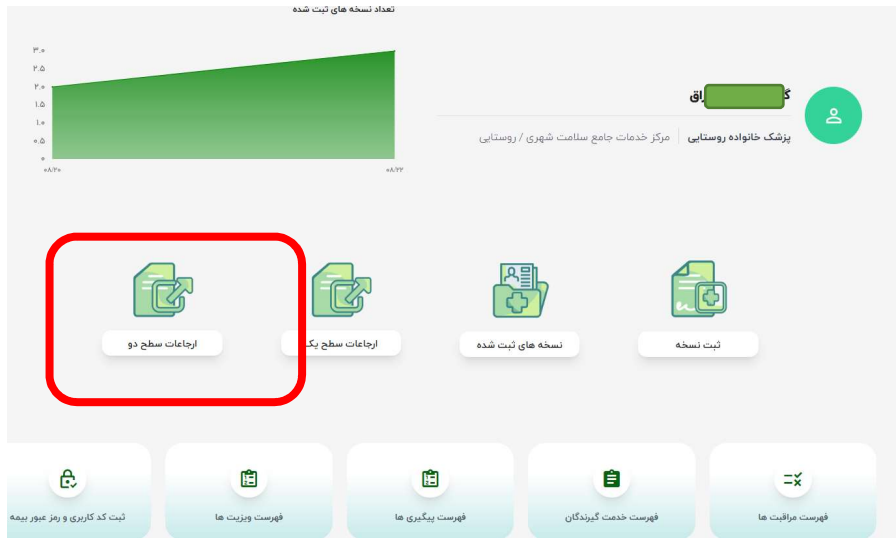 تعداد نسخه های ثبت شده
۳.۰
۲.۵
۲.۰
۱.۵
۱.۰
۰.۵
۰
۰۸/۲۰ ۰۸/۲۲
پزشک خانواده روستایی | مرکز خدمات جامع سلامت شهری / روستایی
ثبت نسخه
نسخه های ثبت شده
ارجاعات سطح یک
ارجاعات سطح دو
فهرست مراقبت ها
فهرست خدمت گیرندگان
فهرست پیگیری ها
فهرست ویزیت ها
ثبت کد کاربری و رمز عبور بیمه